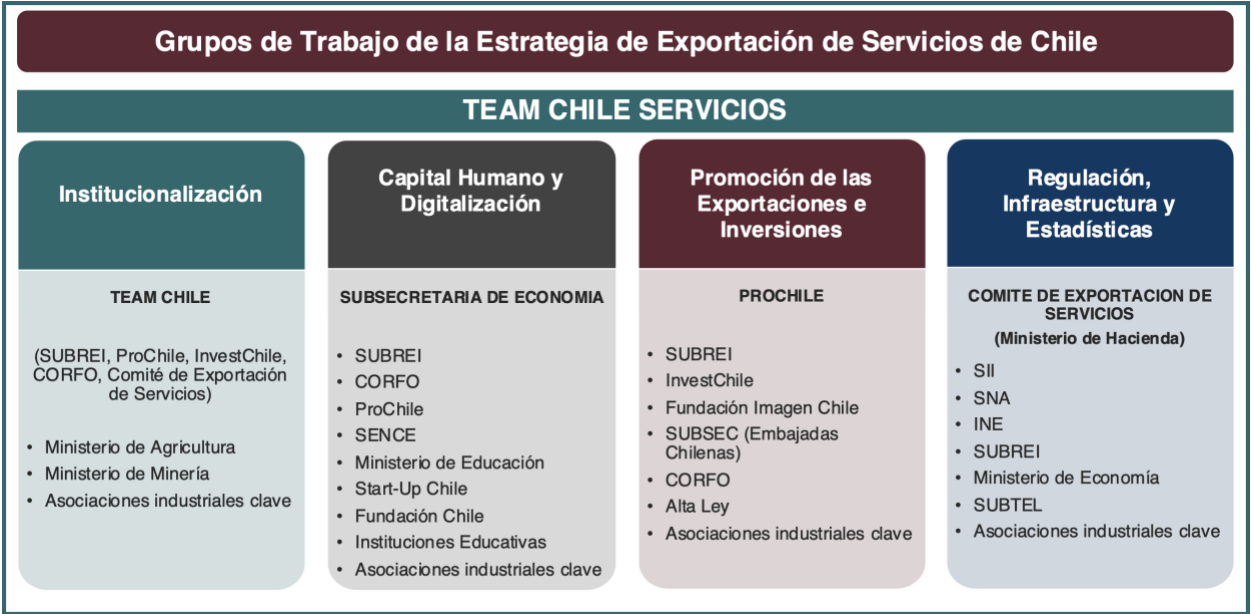 Grupos de Trabajo de la Estrategia de Exportación de Servicios de Chile
TEAM CHILE SERVICIOS
Institucionalización
TEAM CHILE
(SUBREI, ProChile, InvestChile,
CORFO, Comité de Exportación
de Servicios)
• Ministerio de Agricultura
• Ministerio de Minería
• Asociaciones industriales clave
Capital Humano y
Digitalización
SUBSECRETARIA DE ECONOMIA
• SUBREI
• CORFO
• ProChile
• SENCE
• Ministerio de Educación
• Start-Up Chile
• Fundación Chile
• Instituciones Educativas
• Asociaciones industriales clave
Promoción de las
Exportaciones e
Inversiones
PROCHILE
• SUBREI
• InvestChile
• Fundación Imagen Chile
• SUBSEC (Embajadas
Chilenas)
• CORFO
• Alta Ley
• Asociaciones industriales clave
Regulación,
Infraestructura y
Estadísticas
COMITE DE EXPORTACION DE
SERVICIOS
(Ministerio de Hacienda)
• SII
• SNA
• INE
• SUBREI
• Ministerio de Economía
• SUBTEL
• Asociaciones industriales clave